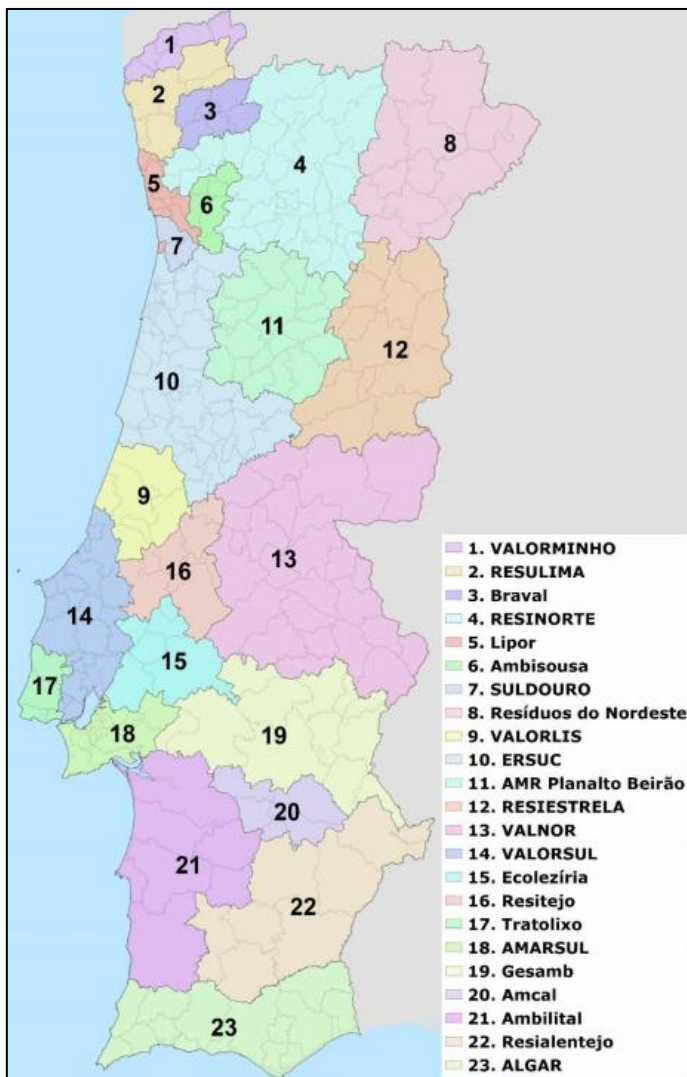 1
2
3
4
8
5
6
7
11
12
10
9
13
16
14
15
17
18
19
20
21
22
23
1. VALORMINHO
2. RESULIMA
3. Braval
4. RESINORTE
5. Lipor
6. Ambisousa
7. SULDOURO
8. Resíduos do Nordeste
9. VALORLIS
10. ERSUC
11. AMR Planalto Beirão
12. RESIESTRELA
13. VALNOR
14. VALORSUL
15. Ecolezíria
16. Resitejo
17. Tratolixo
18. AMARSUL
19. Gesamb
20. Amcal
21. Ambilital
22. Resialentejo
23. ALGAR